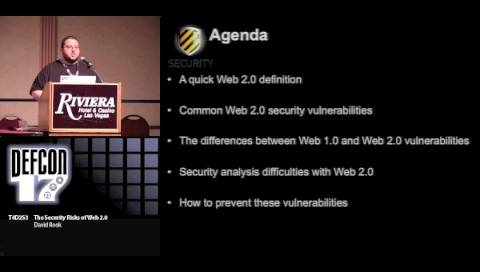 Agenda
SECURITY
• A quick Web 2.0 definition
• Common Web 2.0 security vulnerabilities
• The differences between Web 1.0 and Web 2.0 vulnerabilities
• Security analysis difficulties with Web 2.0
• How to prevent these vulnerabilities
RIVIERA
Hotel & Casino
Las Vegas
DEFCON
17
T4D253 The Security Risks of Web 2.0
David Rook